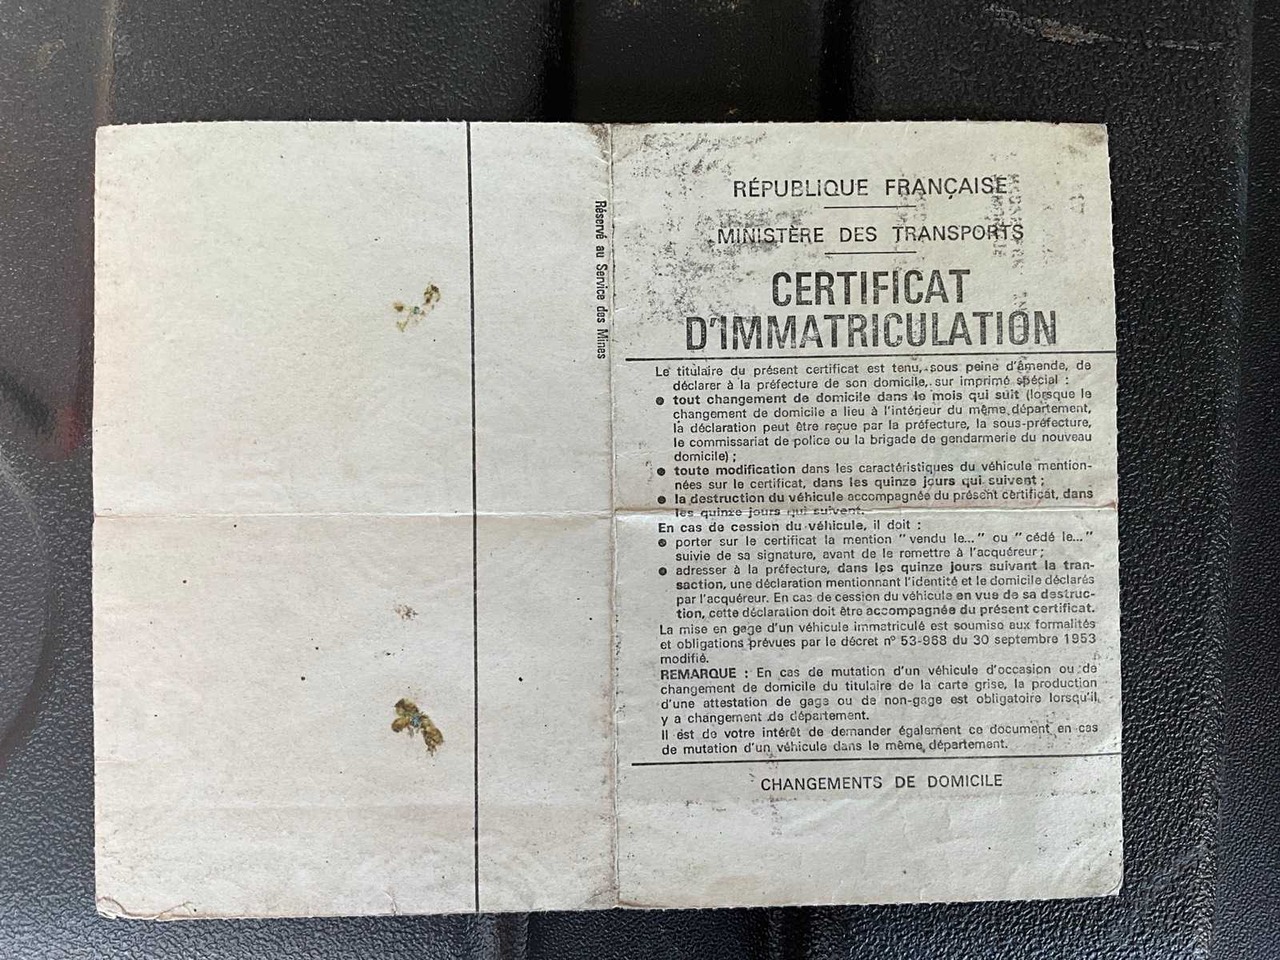 Réservé au Service des Mines
RÉPUBLIQUE FRANÇAISE
MINISTÈRE DES TRANSPORTS
CERTIFICAT
D'IMMATRICULATION
Le titulaire du présent certificat est tenu, sous peine d'amende, de
déclarer à la préfecture de son domicile, sur imprimé spécial :
● tout changement de domicile dans le mois qui suit (lorsque le
changement de domicile a lieu à l'intérieur du même département,
la déclaration peut être reçue par la préfecture, la sous-préfecture,
le commissariat de police ou la brigade de gendarmerie du nouveau
domicile) ;
● toute modification dans les caractéristiques du véhicule mention-
nées sur le certificat, dans les quinze jours qui suivent ;
● la destruction du véhicule accompagnée du présent certificat, dans
les quinze jours qui suivent.
En cas de cession du véhicule, il doit :
● porter sur le certificat la mention "vendu le..." ou "cédé le..."
suivie de sa signature, avant de le remettre à l'acquéreur ;
● adresser à la préfecture, dans les quinze jours suivant la tran-
saction, une déclaration mentionnant l'identité et le domicile déclarés
par l'acquéreur. En cas de cession du véhicule en vue de sa destruc-
tion, cette déclaration doit être accompagnée du présent certificat.
La mise en gage d'un véhicule immatriculé est soumise aux formalités
et obligations prévues par le décret n° 53-968 du 30 septembre 1953
modifié.
REMARQUE : En cas de mutation d'un véhicule d'occasion ou de
changement de domicile du titulaire de la carte grise, la production
d'une attestation de gage ou de non-gage est obligatoire lorsqu'il
y a changement de département.
Il est de votre intérêt de demander également ce document en cas
de mutation d'un véhicule dans le même département.
CHANGEMENTS DE DOMICILE